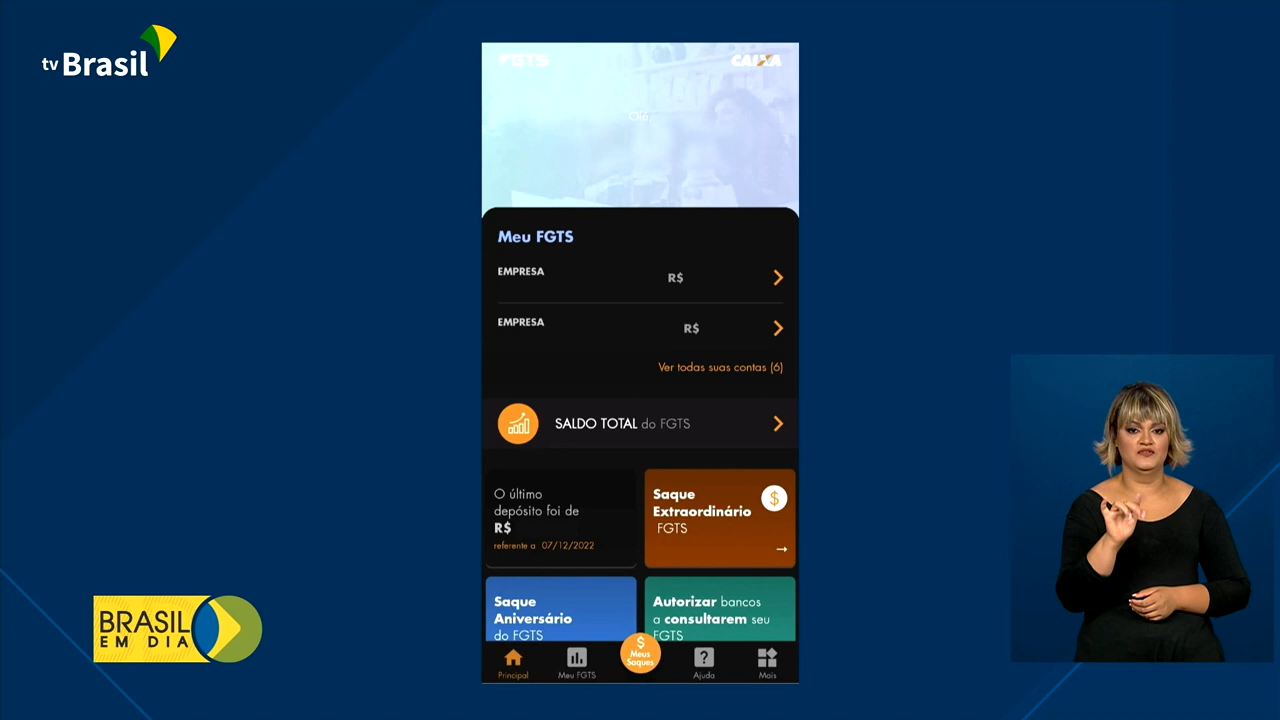 tv Brasil
FGTS
CAIXA
Olá,
Meu FGTS
EMPRESA
R$
EMPRESA
R$
Ver todas suas contas (6)
SALDO TOTAL do FGTS
O último
depósito foi de
R$
referente a 07/12/2022
Saque
Extraordinário
FGTS
$
→
Saque
Aniversário
do FGTS
Autorizar bancos
a consultarem seu
FGTS
$
Meus
Saques
Principal
Meu FGTS
?
Ajuda
Mais
BRASIL
EM DIA